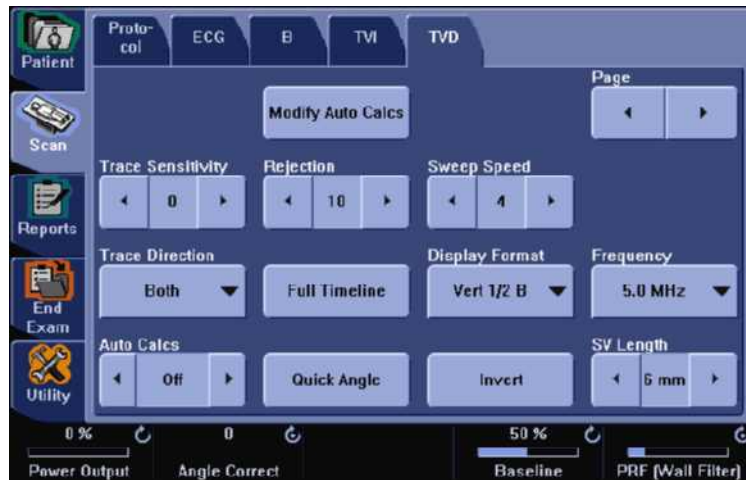 Proto-
col
ECG
B
TVI
TVD
Patient
Page
Modify Auto Calcs
Scan
Trace Sensitivity
Rejection
Sweep Speed
0
10
4
Reports
Trace Direction
Display Format
Frequency
Both
Full Timeline
Vert 1/2 B
5.0 MHz
End
Exam
Auto Calcs
SV Length
Off
Quick Angle
Invert
6 mm
Utility
0 %
0
50 %
Power Output
Angle Correct
Baseline
PRF (Wall Filter)